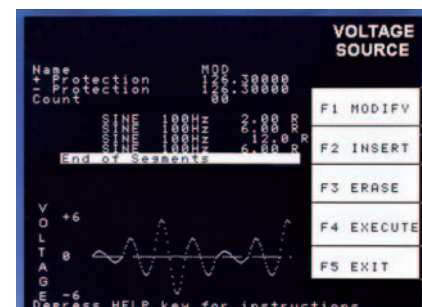 VOLTAGE
SOURCE
Name MOD
+ Protection 126.30000
- Protection 126.30000
Count 00
SINE 100Hz 2.00 R
SINE 100Hz 6.00 R
SINE 100Hz 12.0 R
SINE 100Hz 6.00 R
End of Segments
F1 MODIFY
F2 INSERT
F3 ERASE
F4 EXECUTE
F5 EXIT
VOLTAGE
+6
0
-6
Depress HELP key for instructions